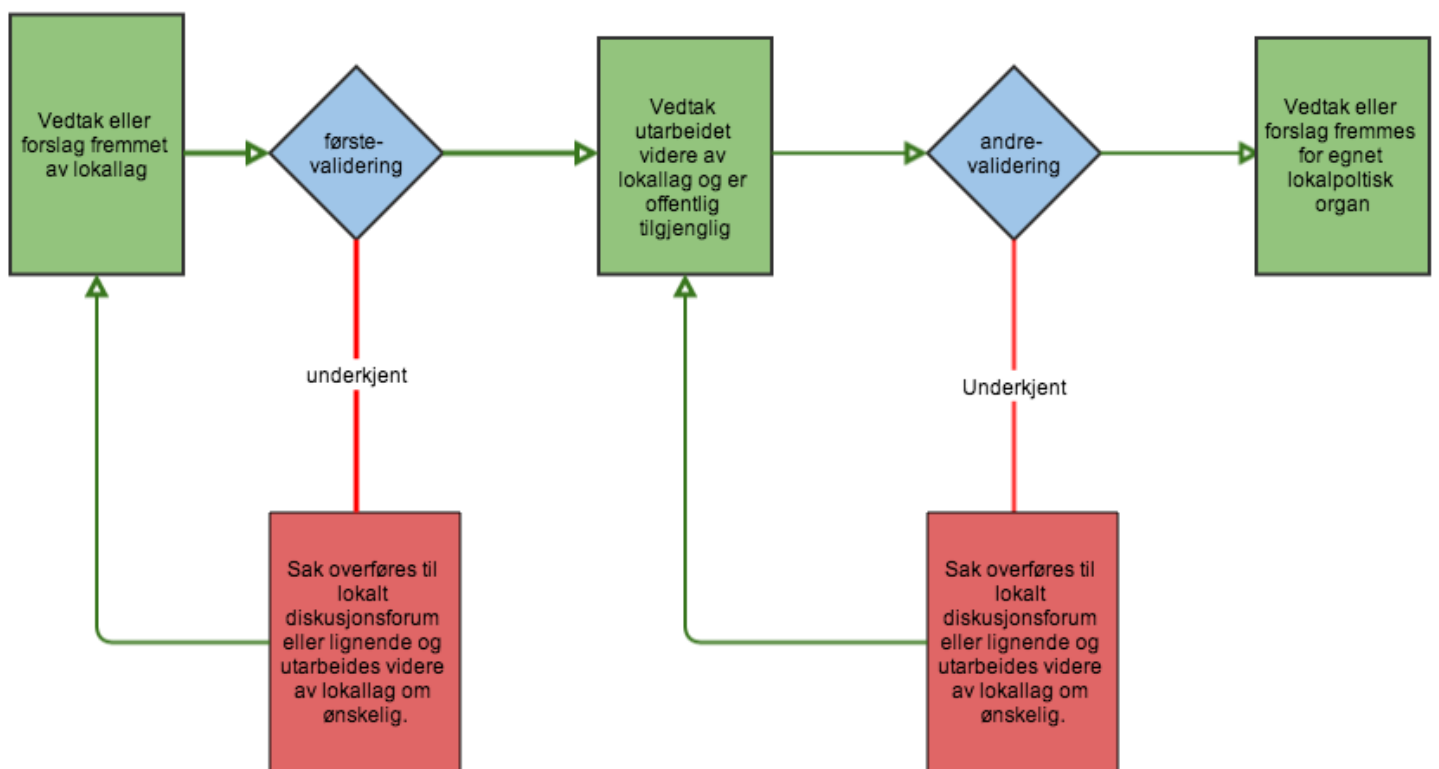 Vedtak eller
forslag fremmet
av lokallag
første-
validering
Vedtak
utarbeidet
videre av
lokallag og er
offentlig
tilgjenglig
andre-
validering
Vedtak eller
forslag fremmes
for egnet
lokalpoltisk
organ
underkjent
Underkjent
Sak overføres til
lokalt
diskusjonsforum
eller lignende og
utarbeides videre
av lokallag om
ønskelig.
Sak overføres til
lokalt
diskusjonsforum
eller lignende og
utarbeides videre
av lokallag om
ønskelig.